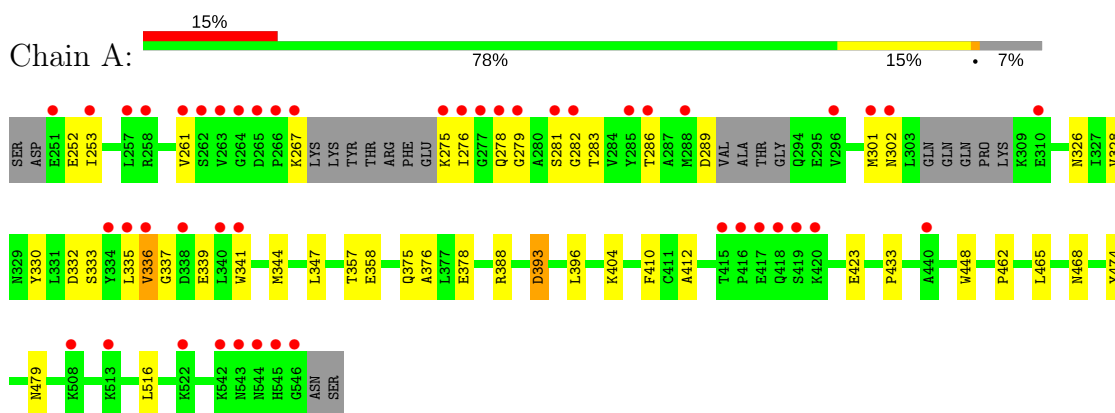 15%
Chain A:
78% 15% • 7%
SER ASP E251 E252 I253 L257 R258 V261 S262 V263 G264 D265 P266 K267 LYS LYS TYR THR ARG PHE GLU K275 I276 G277 Q278 G279 A280 S281 G282 T283 V284 Y285 T286 A287 M288 D289 VAL ALA THR GLY Q294 E295 V296 M301 N302 L303 GLN GLN GLN PRO LYS K309 E310 N326 I327 V328
N329 Y330 L331 D332 S333 Y334 L335 V336 G337 D338 E339 L340 W341 M344 L347 T357 E358 Q375 A376 L377 E378 R388 D393 L396 K404 F410 C411 A412 T415 P416 E417 Q418 S419 K420 E423 P433 A440 W448 P462 L465 N468 Y474
N479 K508 K513 L516 K522 K542 N543 N544 H545 G546 ASN SER